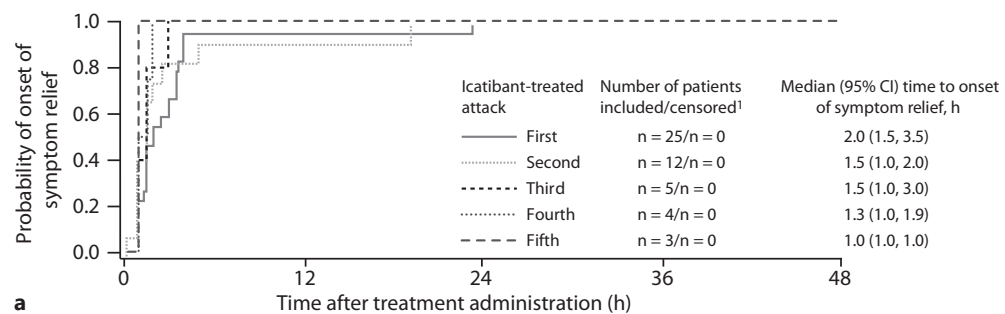 1.0
0.8
0.6
0.4
0.2
0.0
Probability of onset of
symptom relief
Icatibant-treated attack
Number of patients included/censored¹
Median (95% CI) time to onset of symptom relief, h
First n = 25/n = 0 2.0 (1.5, 3.5)
Second n = 12/n = 0 1.5 (1.0, 2.0)
Third n = 5/n = 0 1.5 (1.0, 3.0)
Fourth n = 4/n = 0 1.3 (1.0, 1.9)
Fifth n = 3/n = 0 1.0 (1.0, 1.0)
0 12 24 36 48
Time after treatment administration (h)
a